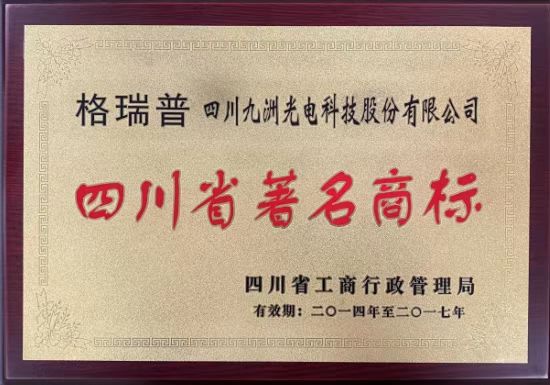 格瑞普 四川九洲光电科技股份有限公司
四川省著名商标
四川省工商行政管理局
有效期：二〇一四年至二〇一七年